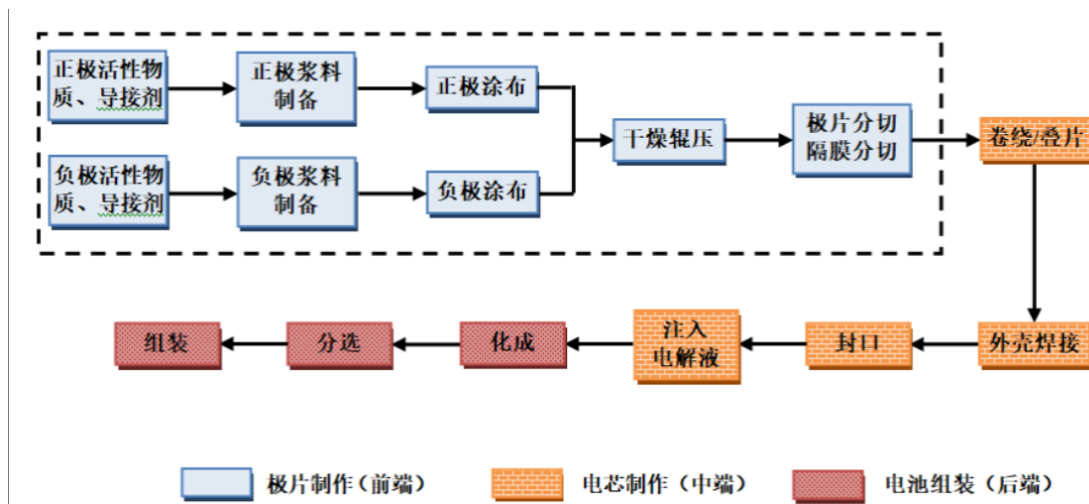 正极活性物
质、导接剂
正极浆料
制备
正极涂布
负极活性物
质、导接剂
负极浆料
制备
负极涂布
干燥辊压
极片分切
隔膜分切
卷绕/叠片
外壳焊接
封口
注入
电解液
化成
分选
组装
极片制作（前端）
电芯制作（中端）
电池组装（后端）